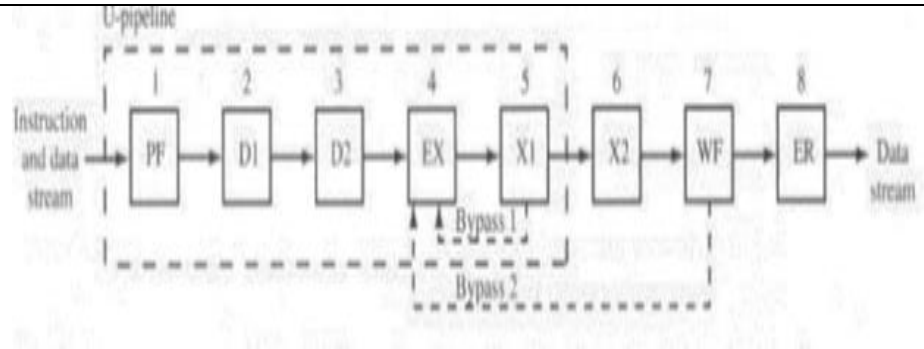 U-pipeline
1 2 3 4 5 6 7 8
Instruction
and data
stream
PF D1 D2 EX X1 X2 WF ER
Data
stream
Bypass 1
Bypass 2